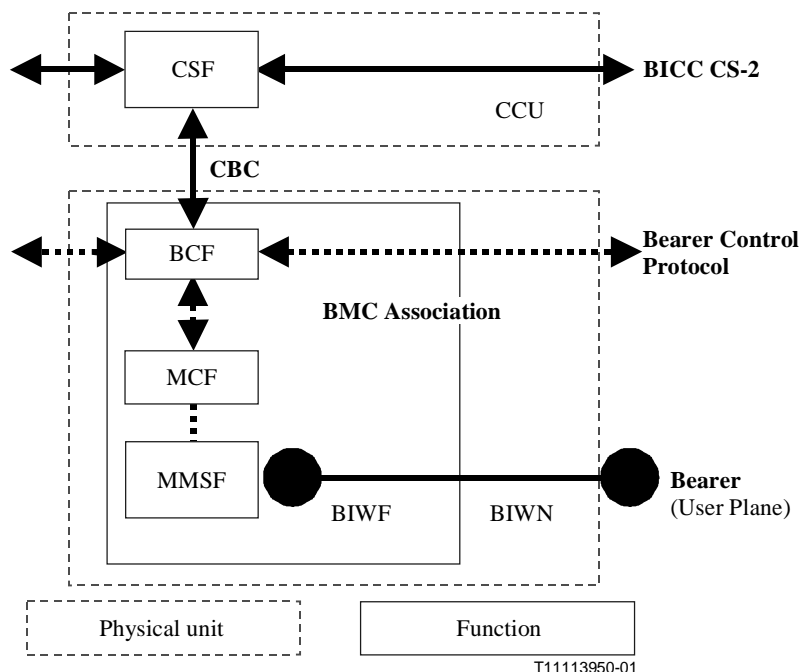 CSF
BICC CS-2
CCU
CBC
BCF
Bearer Control
Protocol
BMC Association
MCF
MMSF
Bearer
(User Plane)
BIWF
BIWN
Physical unit
Function
T11113950-01